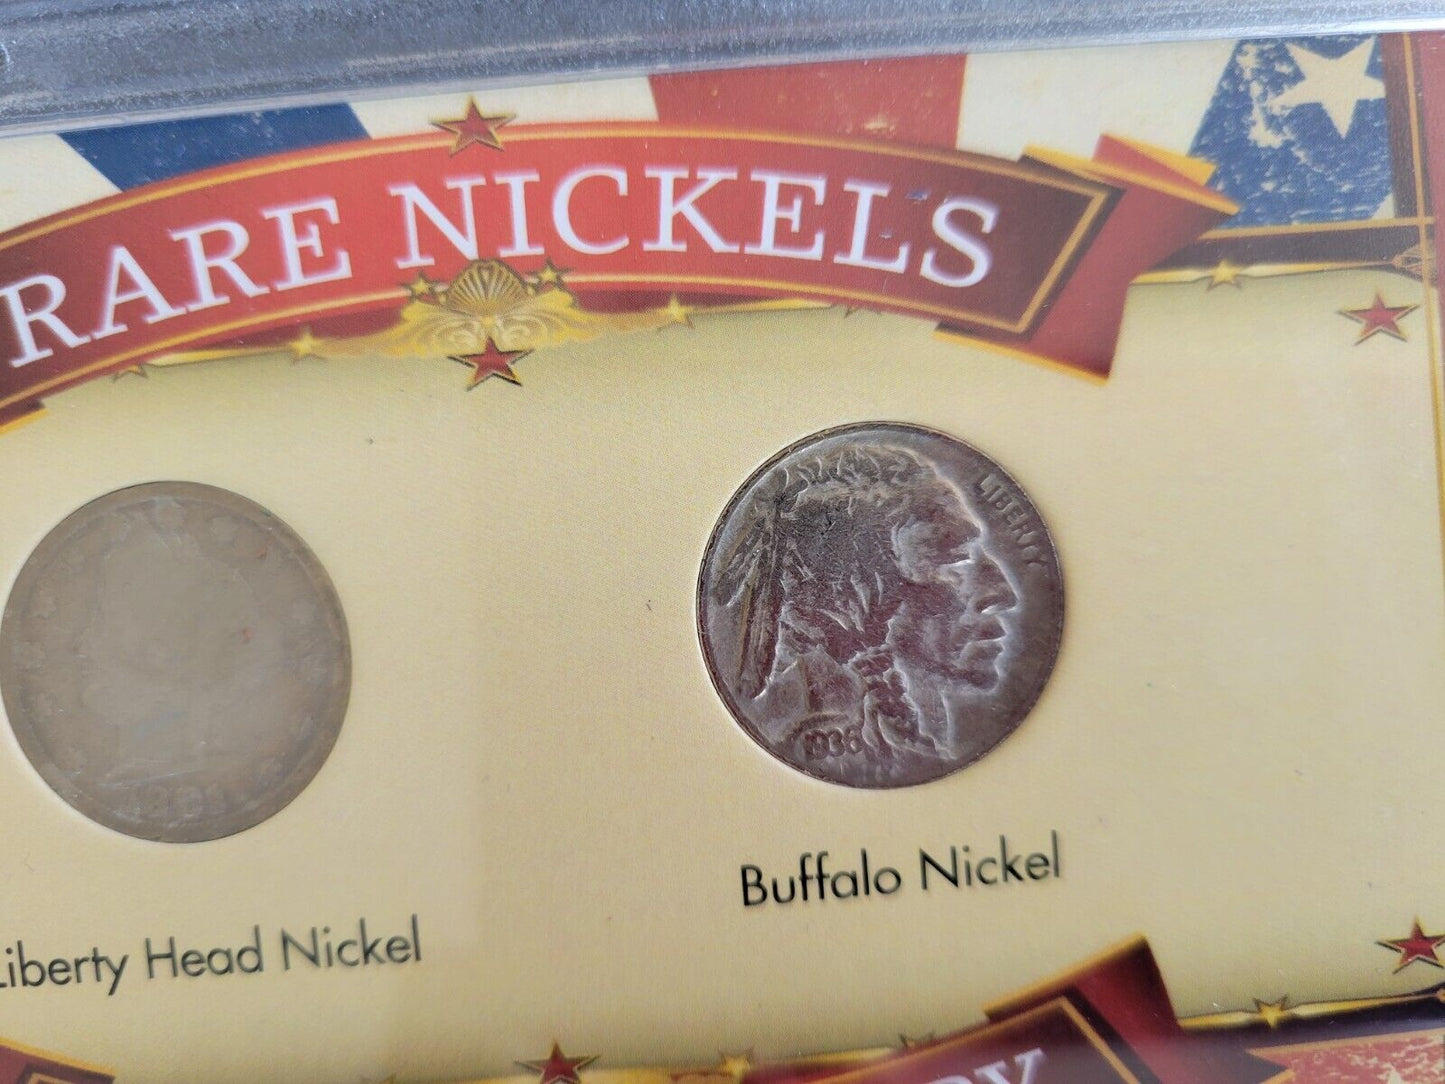 RARE NICKELS
LIBERTY
1936
Buffalo Nickel
Liberty Head Nickel